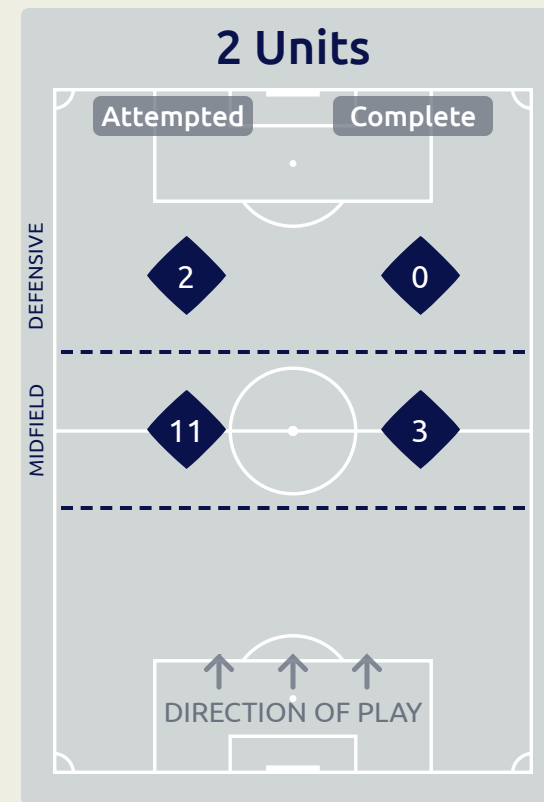 2 Units
Attempted Complete
DEFENSIVE
2 0
MIDFIELD
11 3
DIRECTION OF PLAY